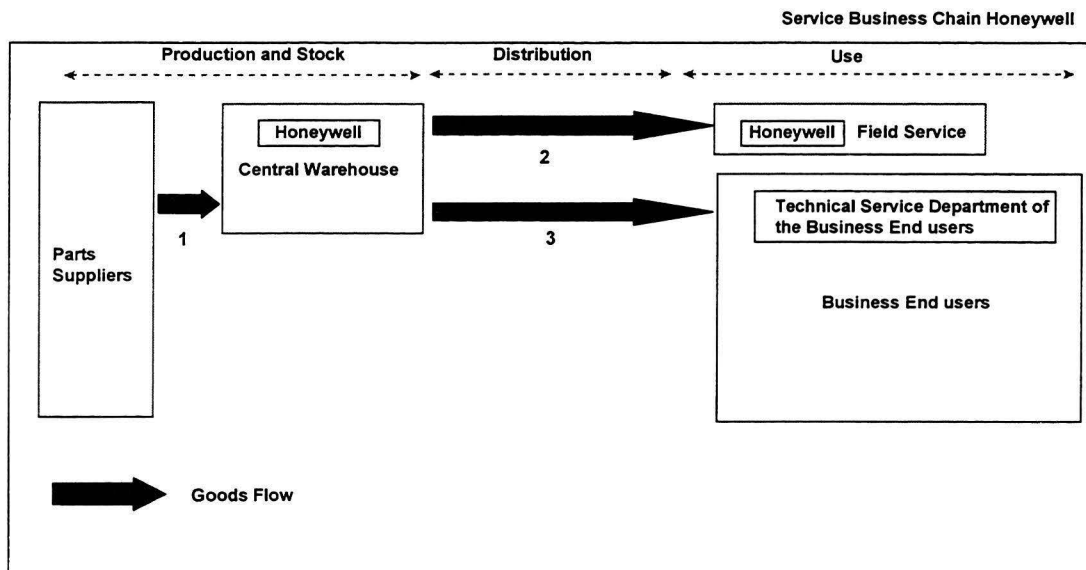 Service Business Chain Honeywell
Production and Stock
Distribution
Use
Honeywell
Central Warehouse
2
Honeywell
Field Service
1
3
Technical Service Department of
the Business End users
Parts
Suppliers
Business End users
Goods Flow